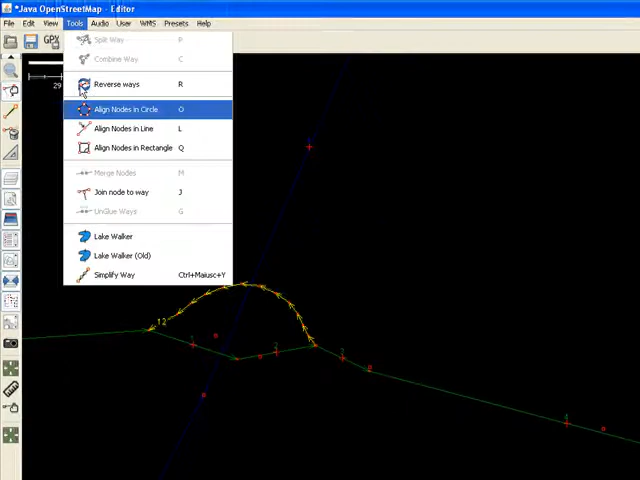 *Java OpenStreetMap - Editor
File Edit View Tools Audio User WMS Presets Help
GPX
29
Split Way P
Combine Way C
Reverse ways R
Align Nodes in Circle O
Align Nodes in Line L
Align Nodes in Rectangle Q
Merge Nodes M
Join node to way J
UnGlue Ways G
Lake Walker
Lake Walker (Old)
Simplify Way Ctrl+Maiusc+Y
12